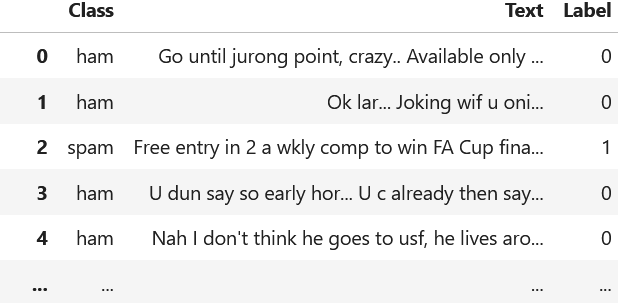 Class Text Label
0 ham Go until jurong point, crazy.. Available only ... 0
1 ham Ok lar... Joking wif u oni... 0
2 spam Free entry in 2 a wkly comp to win FA Cup fina... 1
3 ham U dun say so early hor... U c already then say... 0
4 ham Nah I don't think he goes to usf, he lives aro... 0
... ... ... ...